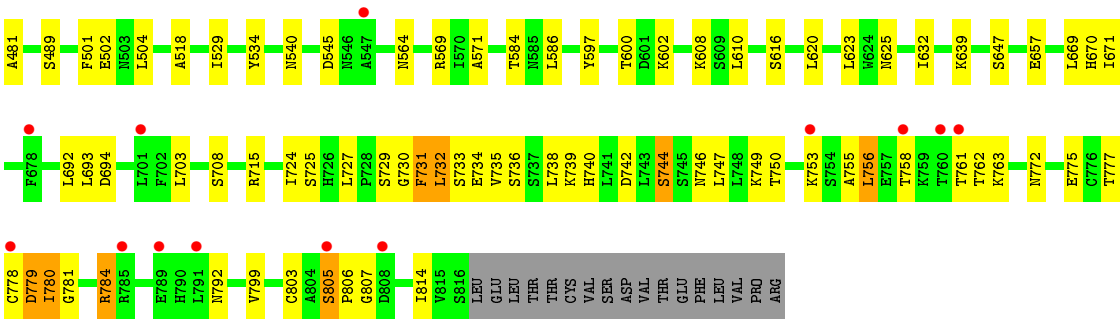 A481 S489 F501 E502 N503 L504 A518 I529 Y534 N540 D545 N546 A547 N564 R569 I570 A571 T584 N585 L586 Y597 T600 D601 K602 K608 S609 L610 S616 L620 L623 W624 N625 I632 K639 S647 E657 L669 H670 I671
F678 L692 L693 D694 L701 F702 L703 S708 R715 I724 S725 H726 L727 P728 S729 G730 F731 L732 S733 E734 V735 S736 S737 L738 K739 H740 L741 D742 L743 S744 S745 N746 L747 L748 K749 T750 K753 S754 A755 L756 E757 T758 K759 T760 T761 T762 K763 N772 E775 C776 T777
C778 D779 I780 G781 R784 R785 E789 H790 L791 N792 V799 C803 A804 S805 P806 G807 D808 I814 V815 S816 LEU GLU LEU THR THR CYS VAL SER ASP VAL THR GLU PHE LEU VAL PRO ARG